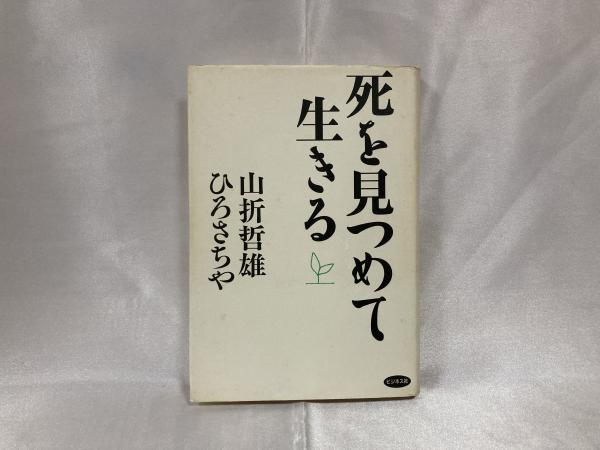 死を見つめて
生きる
山折哲雄
ひろさちや
ビジネス社